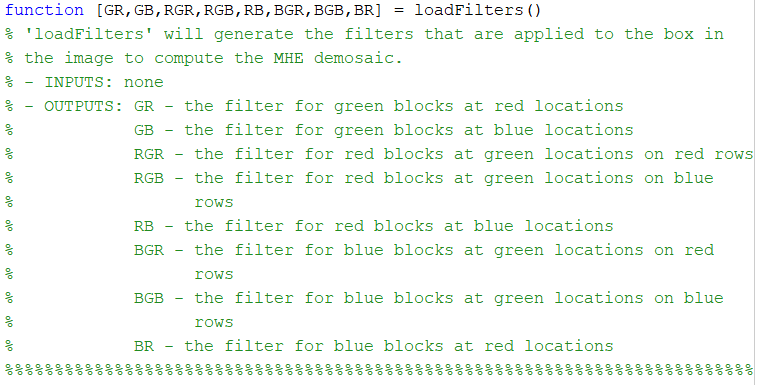 function [GR,GB,RGR,RGB,RB,BGR,BGB,BR] = loadFilters()
% 'loadFilters' will generate the filters that are applied to the box in
% the image to compute the MHE demosaic.
% - INPUTS: none
% - OUTPUTS: GR - the filter for green blocks at red locations
%            GB - the filter for green blocks at blue locations
%            RGR - the filter for red blocks at green locations on red rows
%            RGB - the filter for red blocks at green locations on blue
%                  rows
%            RB - the filter for red blocks at blue locations
%            BGR - the filter for blue blocks at green locations on red
%                  rows
%            BGB - the filter for blue blocks at green locations on blue
%                  rows
%            BR - the filter for blue blocks at red locations
%%%%%%%%%%%%%%%%%%%%%%%%%%%%%%%%%%%%%%%%%%%%%%%%%%%%%%%%%%%%%%%%%%%%%%%%%%%